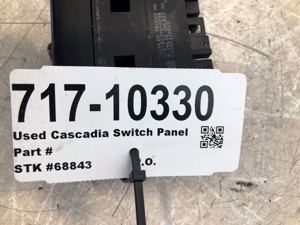 717-10330
Used Cascadia Switch Panel
Part #
STK #68843
.O.